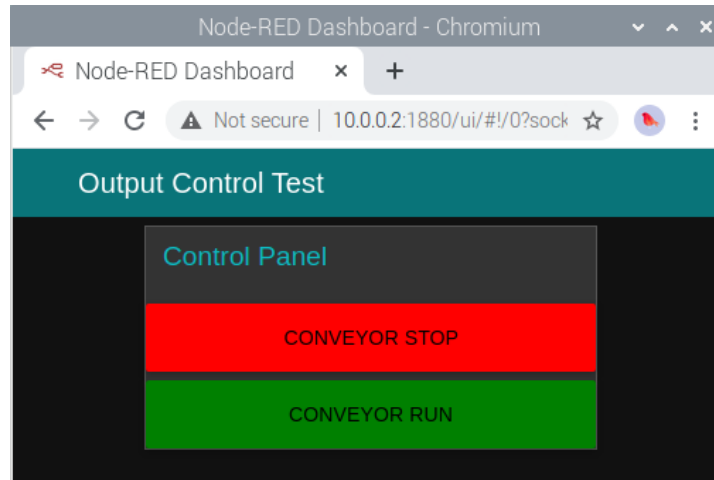 Node-RED Dashboard - Chromium
Node-RED Dashboard
Not secure | 10.0.0.2:1880/ui/#!/0?sock
Output Control Test
Control Panel
CONVEYOR STOP
CONVEYOR RUN